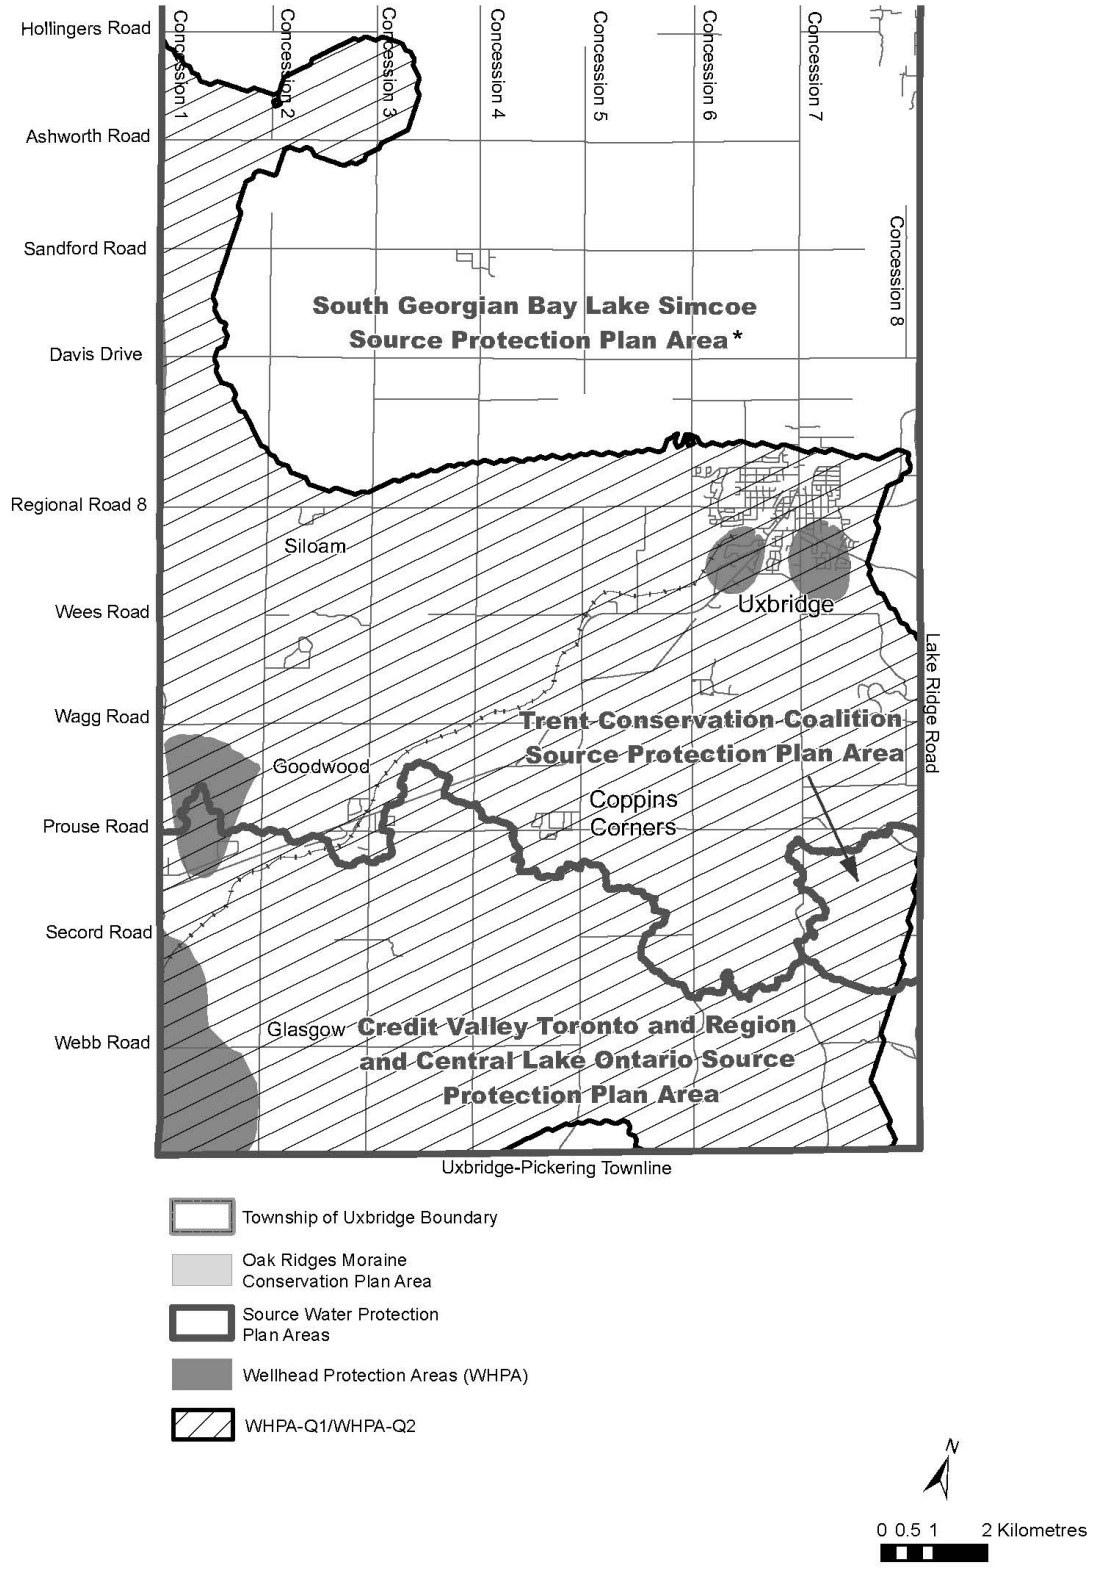 Hollingers Road
Concession 1
Concession 2
Concession 3
Concession 4
Concession 5
Concession 6
Concession 7
Ashworth Road
Sandford Road
Concession 8
South Georgian Bay Lake Simcoe
Source Protection Plan Area*
Davis Drive
Regional Road 8
Siloam
Wees Road
Uxbridge
Lake Ridge Road
Wagg Road
Trent Conservation Coalition
Source Protection Plan Area
Goodwood
Coppins
Corners
Prouse Road
Secord Road
Glasgow
Credit Valley Toronto and Region
and Central Lake Ontario Source
Protection Plan Area
Webb Road
Uxbridge-Pickering Townline
Township of Uxbridge Boundary
Oak Ridges Moraine
Conservation Plan Area
Source Water Protection
Plan Areas
Wellhead Protection Areas (WHPA)
WHPA-Q1/WHPA-Q2
N
0 0.5 1 2 Kilometres